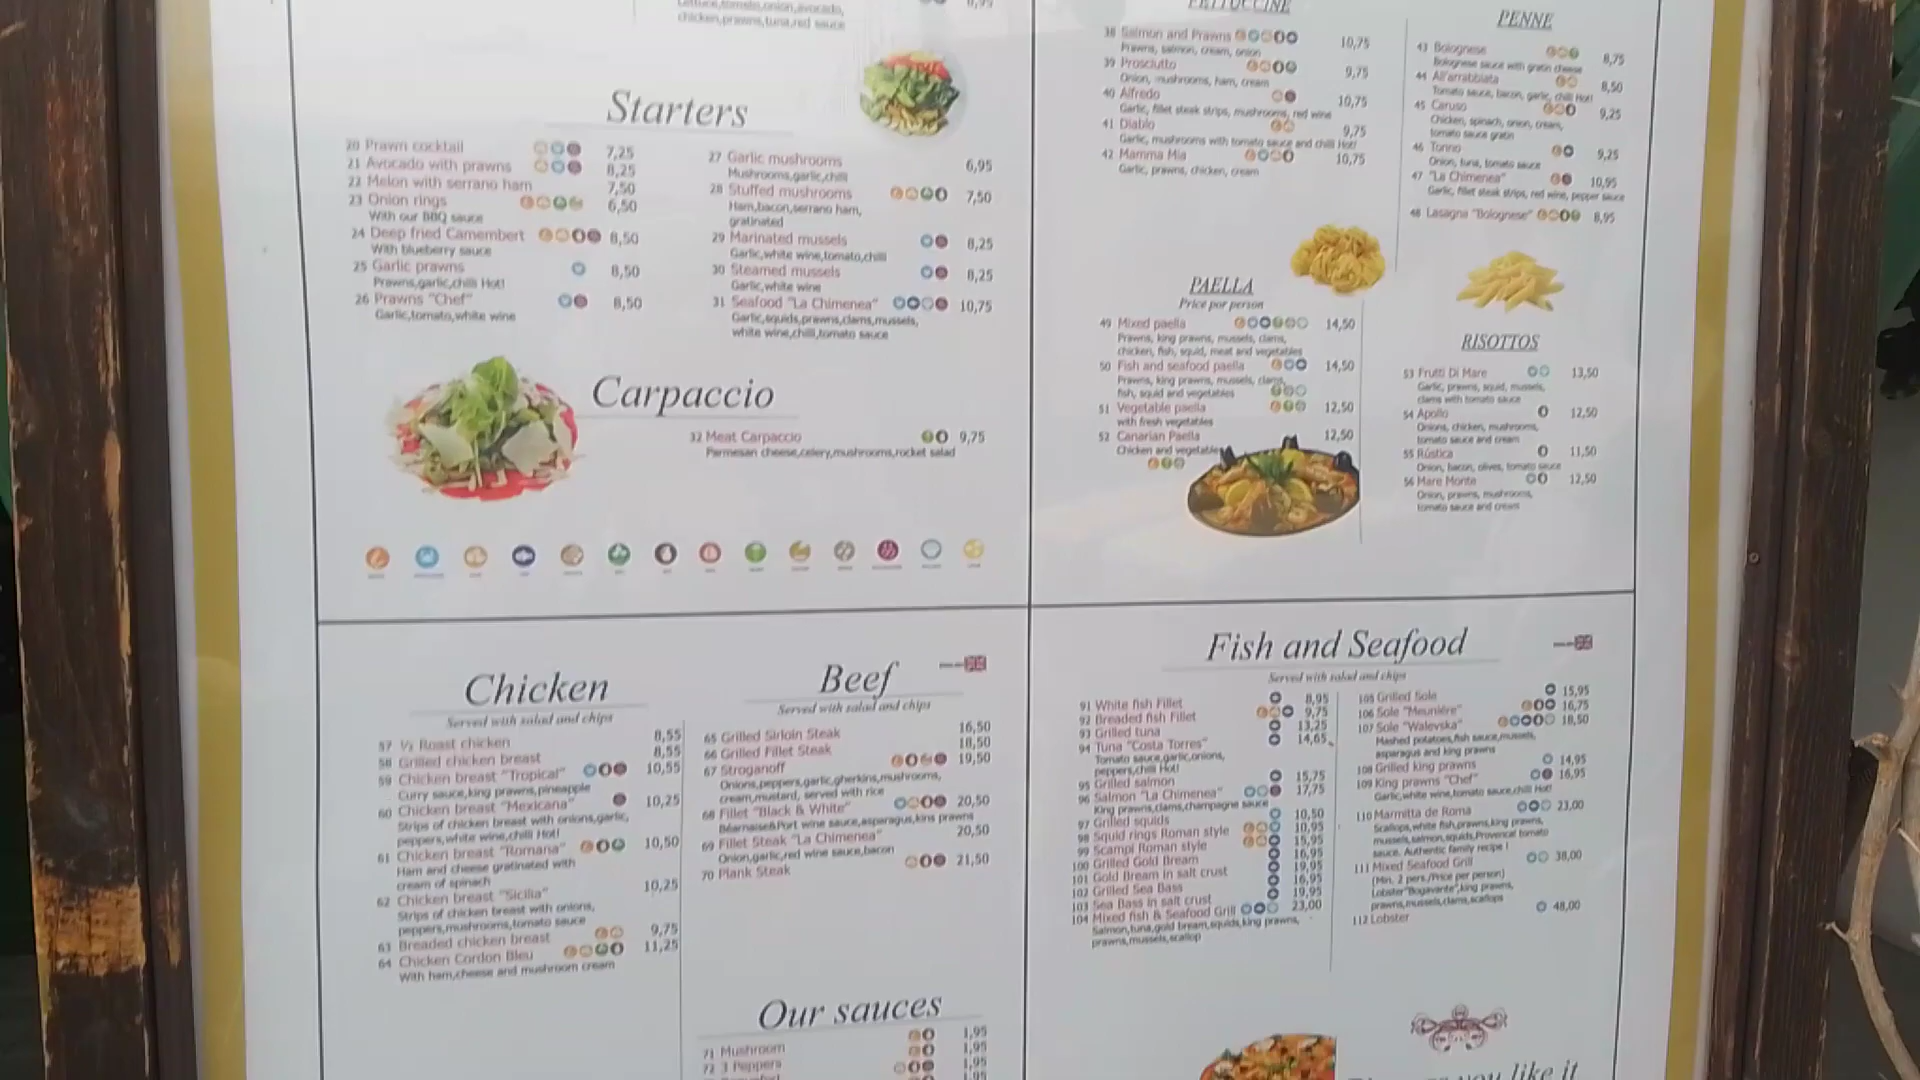 chicken,prawns,tuna,red sauce
Starters
20 Prawn cocktail 7,25
21 Avocado with prawns 8,25
22 Melon with serrano ham 7,50
23 Onion rings 6,50
With our BBQ sauce
24 Deep fried Camembert 8,50
With blueberry sauce
25 Garlic prawns 8,50
Prawns,garlic,chilli Hot!
26 Prawns "Chef" 8,50
Garlic,tomato,white wine
27 Garlic mushrooms 6,95
Mushrooms,garlic,chilli
28 Stuffed mushrooms 7,50
Ham,bacon,serrano ham,
gratinated
29 Marinated mussels 8,25
Garlic,white wine,tomato,chilli
30 Steamed mussels 8,25
Garlic,white wine
31 Seafood "La Chimenea" 10,75
Garlic,squids,prawns,clams,mussels,
white wine,chilli,tomato sauce
Carpaccio
32 Meat Carpaccio 9,75
Parmesan cheese,celery,mushrooms,rocket salad
FETTUCCINE
38 Salmon and Prawns 10,75
Prawns, salmon, cream, onion
39 Prosciutto 9,75
Onion, mushrooms, ham, cream
40 Alfredo 10,75
Garlic, fillet steak strips, mushrooms, red wine
41 Diablo 9,75
Garlic, mushrooms with tomato sauce and chilli Hot!
42 Mamma Mia 10,75
Garlic, prawns, chicken, cream
PENNE
43 Bolognese 8,75
Bolognese sauce with gratin cheese
44 All'arrabbiata 8,50
Tomato sauce, bacon, garlic, chilli Hot!
45 Caruso 9,25
Chicken, spinach, onion, cream,
tomato sauce gratin
46 Tonno 9,25
Onion, tuna, tomato sauce
47 "La Chimenea" 10,95
Garlic, fillet steak strips, red wine, pepper sauce
48 Lasagna "Bolognese" 8,95
PAELLA
Price per person
49 Mixed paella 14,50
Prawns, king prawns, mussels, clams,
chicken, fish, squid, meat and vegetables
50 Fish and seafood paella 14,50
Prawns, king prawns, mussels, clams,
fish, squid and vegetables
51 Vegetable paella 12,50
with fresh vegetables
52 Canarian Paella 12,50
Chicken and vegetables
RISOTTOS
53 Frutti Di Mare 13,50
Garlic, prawns, squid, mussels,
clams with tomato sauce
54 Apollo 12,50
Onions, chicken, mushrooms,
tomato sauce and cream
55 Rústica 11,50
Onion, bacon, olives, tomato sauce
56 Mare Monte 12,50
Onion, prawns, mushrooms,
tomato sauce and cream
Chicken
Served with salad and chips
57 ½ Roast chicken 8,55
58 Grilled chicken breast 8,55
59 Chicken breast "Tropical" 10,55
Curry sauce,king prawns,pineapple
60 Chicken breast "Mexicana" 10,25
Strips of chicken breast with onions,garlic,
peppers,white wine,chilli Hot!
61 Chicken breast "Romana" 10,50
Ham and cheese gratinated with
cream of spinach
62 Chicken breast "Sicilia" 10,25
Strips of chicken breast with onions,
peppers,mushrooms,tomato sauce
63 Breaded chicken breast 9,75
64 Chicken Cordon Bleu 11,25
With ham,cheese and mushroom cream
Beef
Served with salad and chips
65 Grilled Sirloin Steak 16,50
66 Grilled Fillet Steak 18,50
67 Stroganoff 19,50
Onions,peppers,garlic,gherkins,mushrooms,
cream,mustard, served with rice
68 Fillet "Black & White" 20,50
Béarnaise&Port wine sauce,asparagus,kins prawns
69 Fillet Steak "La Chimenea" 20,50
Onion,garlic,red wine sauce,bacon
70 Plank Steak 21,50
Our sauces
71 Mushroom 1,95
72 3 Peppers 1,95
1,95
1,95
Fish and Seafood
Served with salad and chips
91 White fish Fillet 8,95
92 Breaded fish Fillet 9,75
93 Grilled tuna 13,25
94 Tuna "Costa Torres" 14,65
Tomato sauce,garlic,onions,
peppers,chilli Hot!
95 Grilled salmon 15,75
96 Salmon "La Chimenea" 17,75
King prawns,clams,champagne sauce
97 Grilled squids 10,50
98 Squid rings Roman style 10,95
99 Scampi Roman style 15,95
100 Grilled Gold Bream 16,95
101 Gold Bream in salt crust 19,95
102 Grilled Sea Bass 16,95
103 Sea Bass in salt crust 19,95
104 Mixed fish & Seafood Grill 23,00
Salmon,tuna,gold bream,squids,king prawns,
prawns,mussels,scallop
105 Grilled Sole 15,95
106 Sole "Meunière" 16,75
107 Sole "Walevska" 18,50
Mashed potatoes,fish sauce,mussels,
asparagus and king prawns
108 Grilled king prawns 14,95
109 King prawns "Chef" 16,95
Garlic,white wine,tomato sauce,chilli Hot!
110 Marmitta de Roma 23,00
Scallops,white fish,prawns,king prawns,
mussels,salmon,squids,Provencal tomato
sauce. Authentic family recipe !
111 Mixed Seafood Grill 38,00
(Min. 2 pers./Price per person)
Lobster"Bogavante",king prawns,
prawns,mussels,clams,scallops
112 Lobster 48,00
you like it